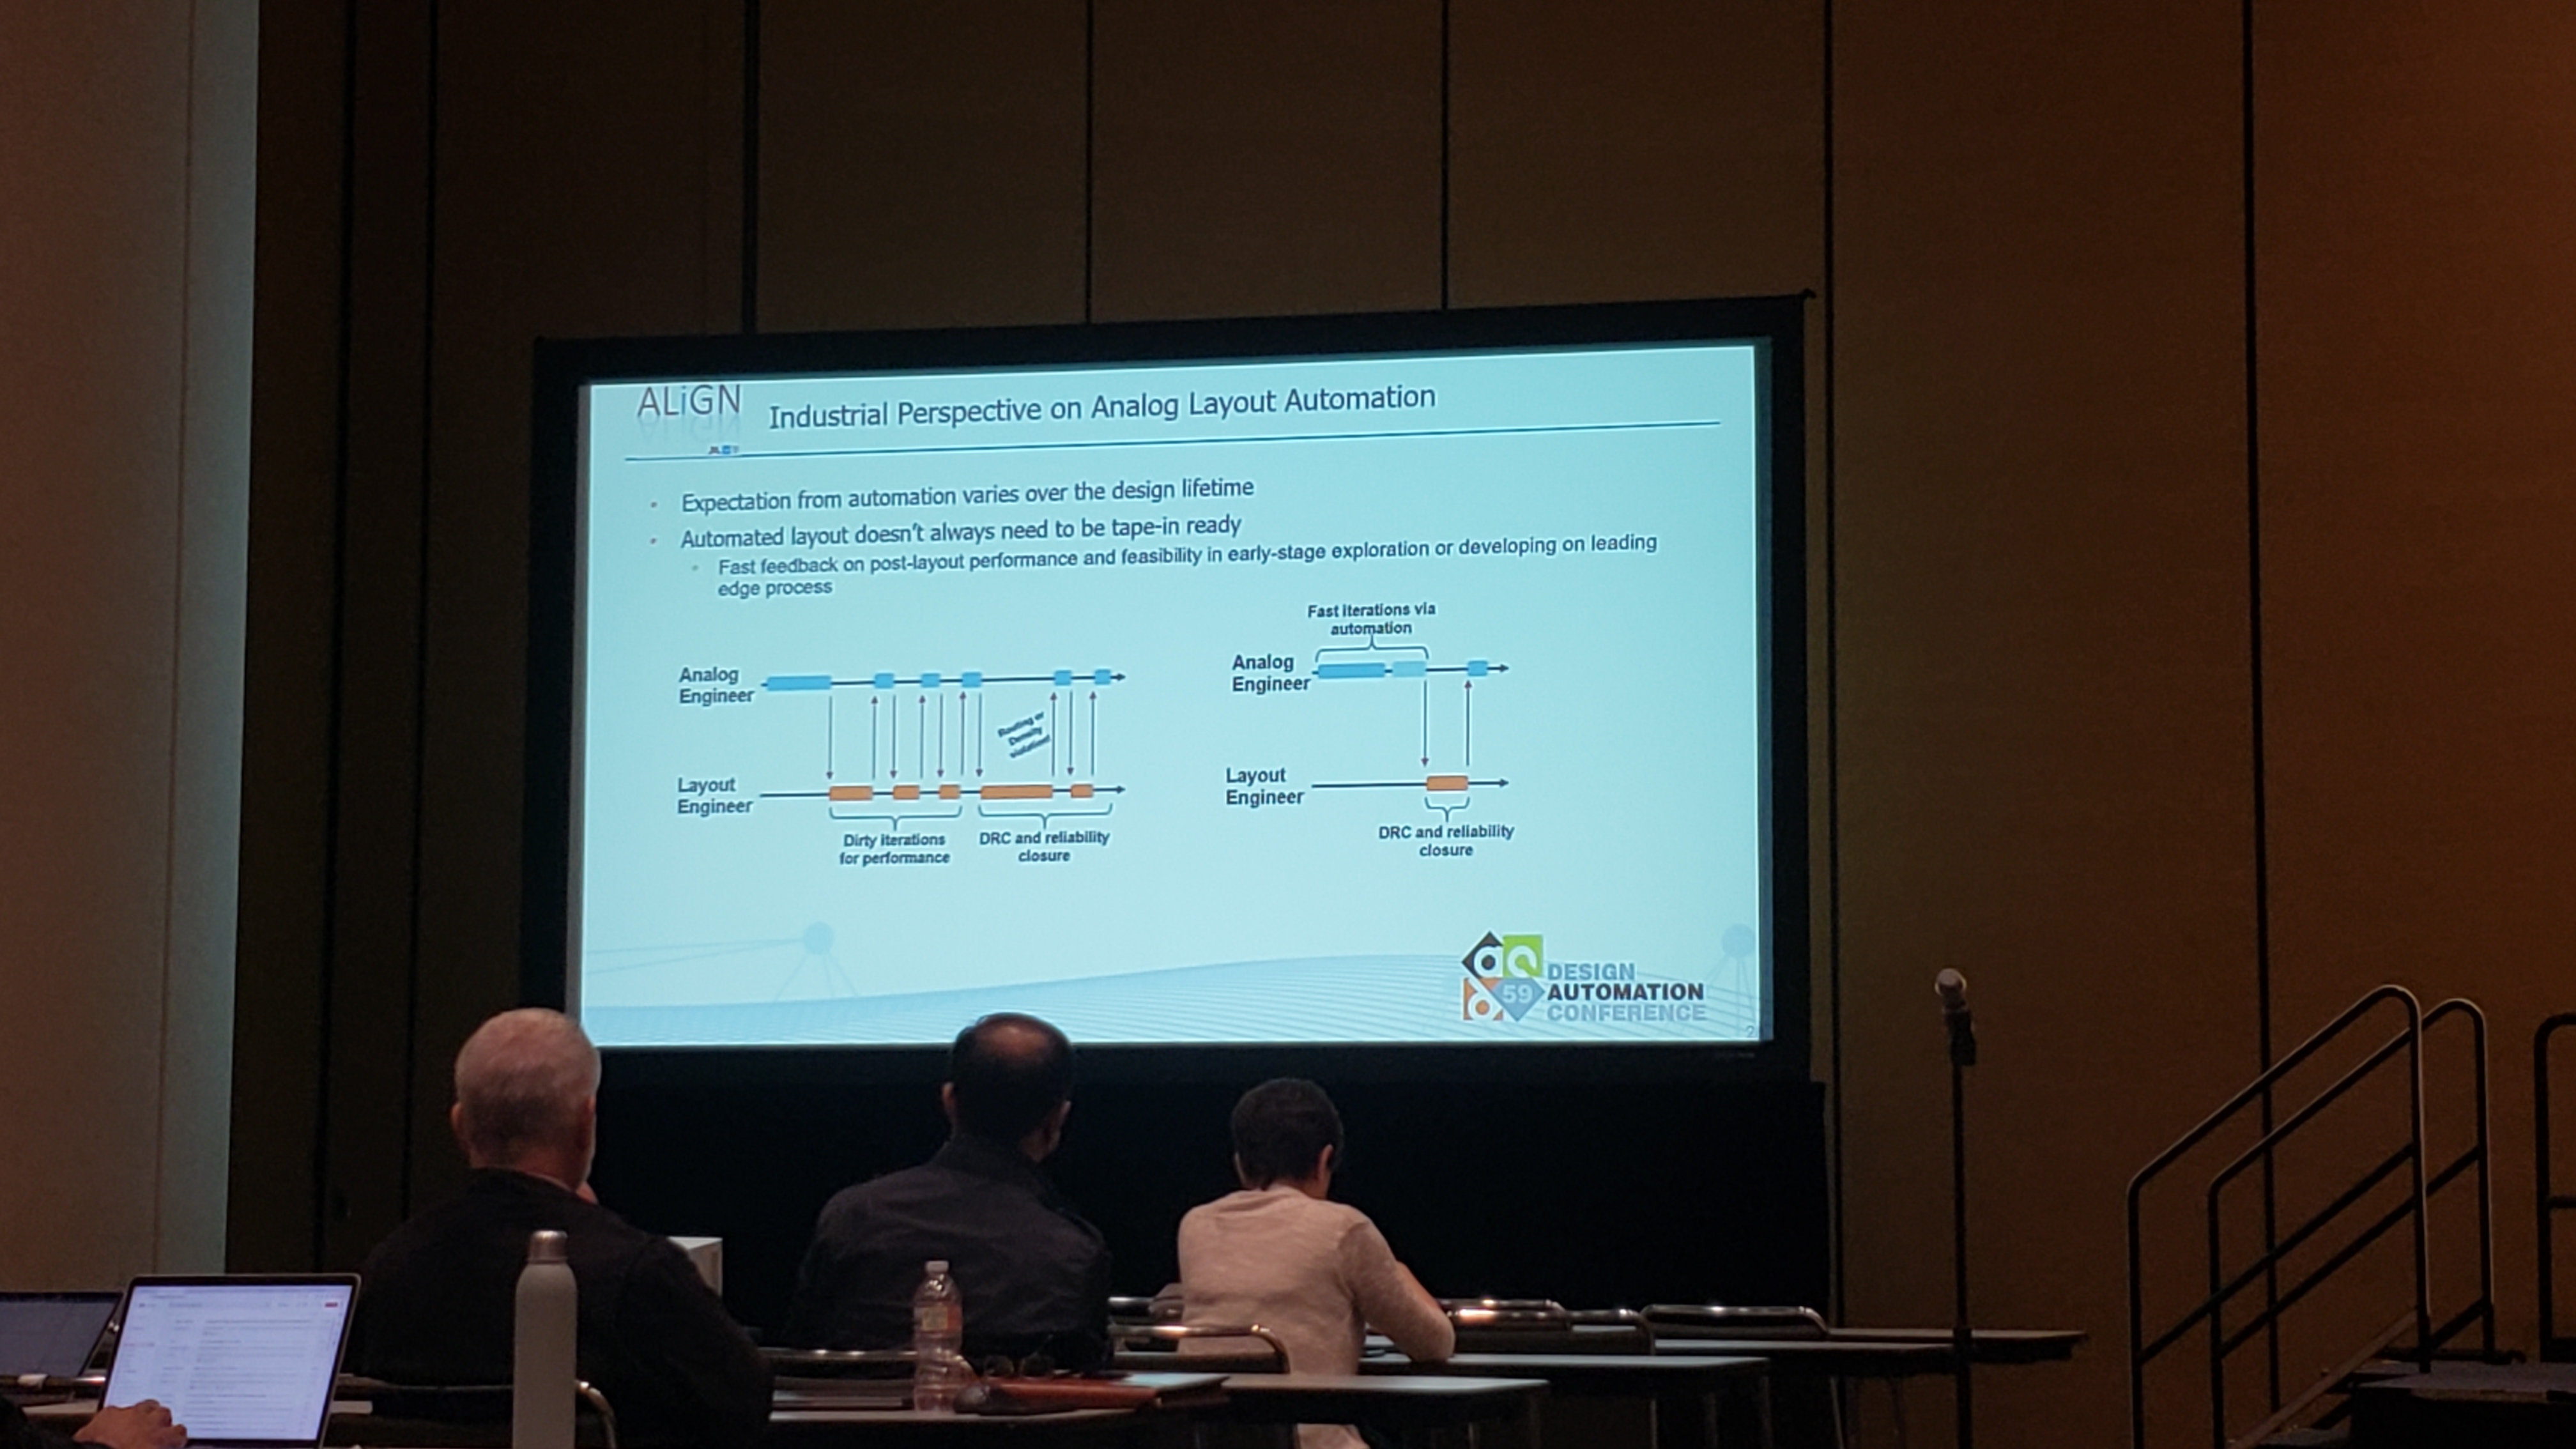 ALiGN
Industrial Perspective on Analog Layout Automation
Expectation from automation varies over the design lifetime
Automated layout doesn't always need to be tape-in ready
Fast feedback on post-layout performance and feasibility in early-stage exploration or developing on leading
edge process
Analog
Engineer
Routing or
Density
violations!
Layout
Engineer
Dirty iterations
for performance
DRC and reliability
closure
Fast iterations via
automation
Analog
Engineer
Layout
Engineer
DRC and reliability
closure
59
DESIGN
AUTOMATION
CONFERENCE